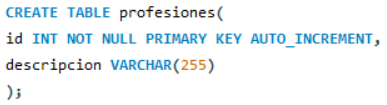 CREATE TABLE profesiones(
id INT NOT NULL PRIMARY KEY AUTO_INCREMENT,
descripcion VARCHAR(255)
);